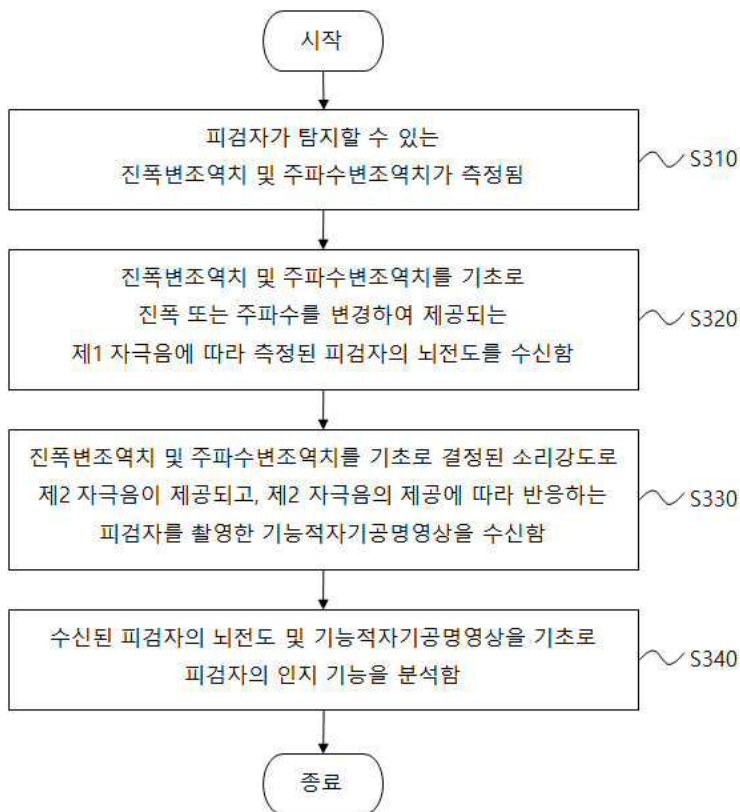 시작
피검자가 탐지할 수 있는
진폭변조역치 및 주파수변조역치가 측정됨
S310
진폭변조역치 및 주파수변조역치를 기초로
진폭 또는 주파수를 변경하여 제공되는
제1 자극음에 따라 측정된 피검자의 뇌전도를 수신함
S320
진폭변조역치 및 주파수변조역치를 기초로 결정된 소리강도로
제2 자극음이 제공되고, 제2 자극음의 제공에 따라 반응하는
피검자를 촬영한 기능적자기공명영상을 수신함
S330
수신된 피검자의 뇌전도 및 기능적자기공명영상을 기초로
피검자의 인지 기능을 분석함
S340
종료